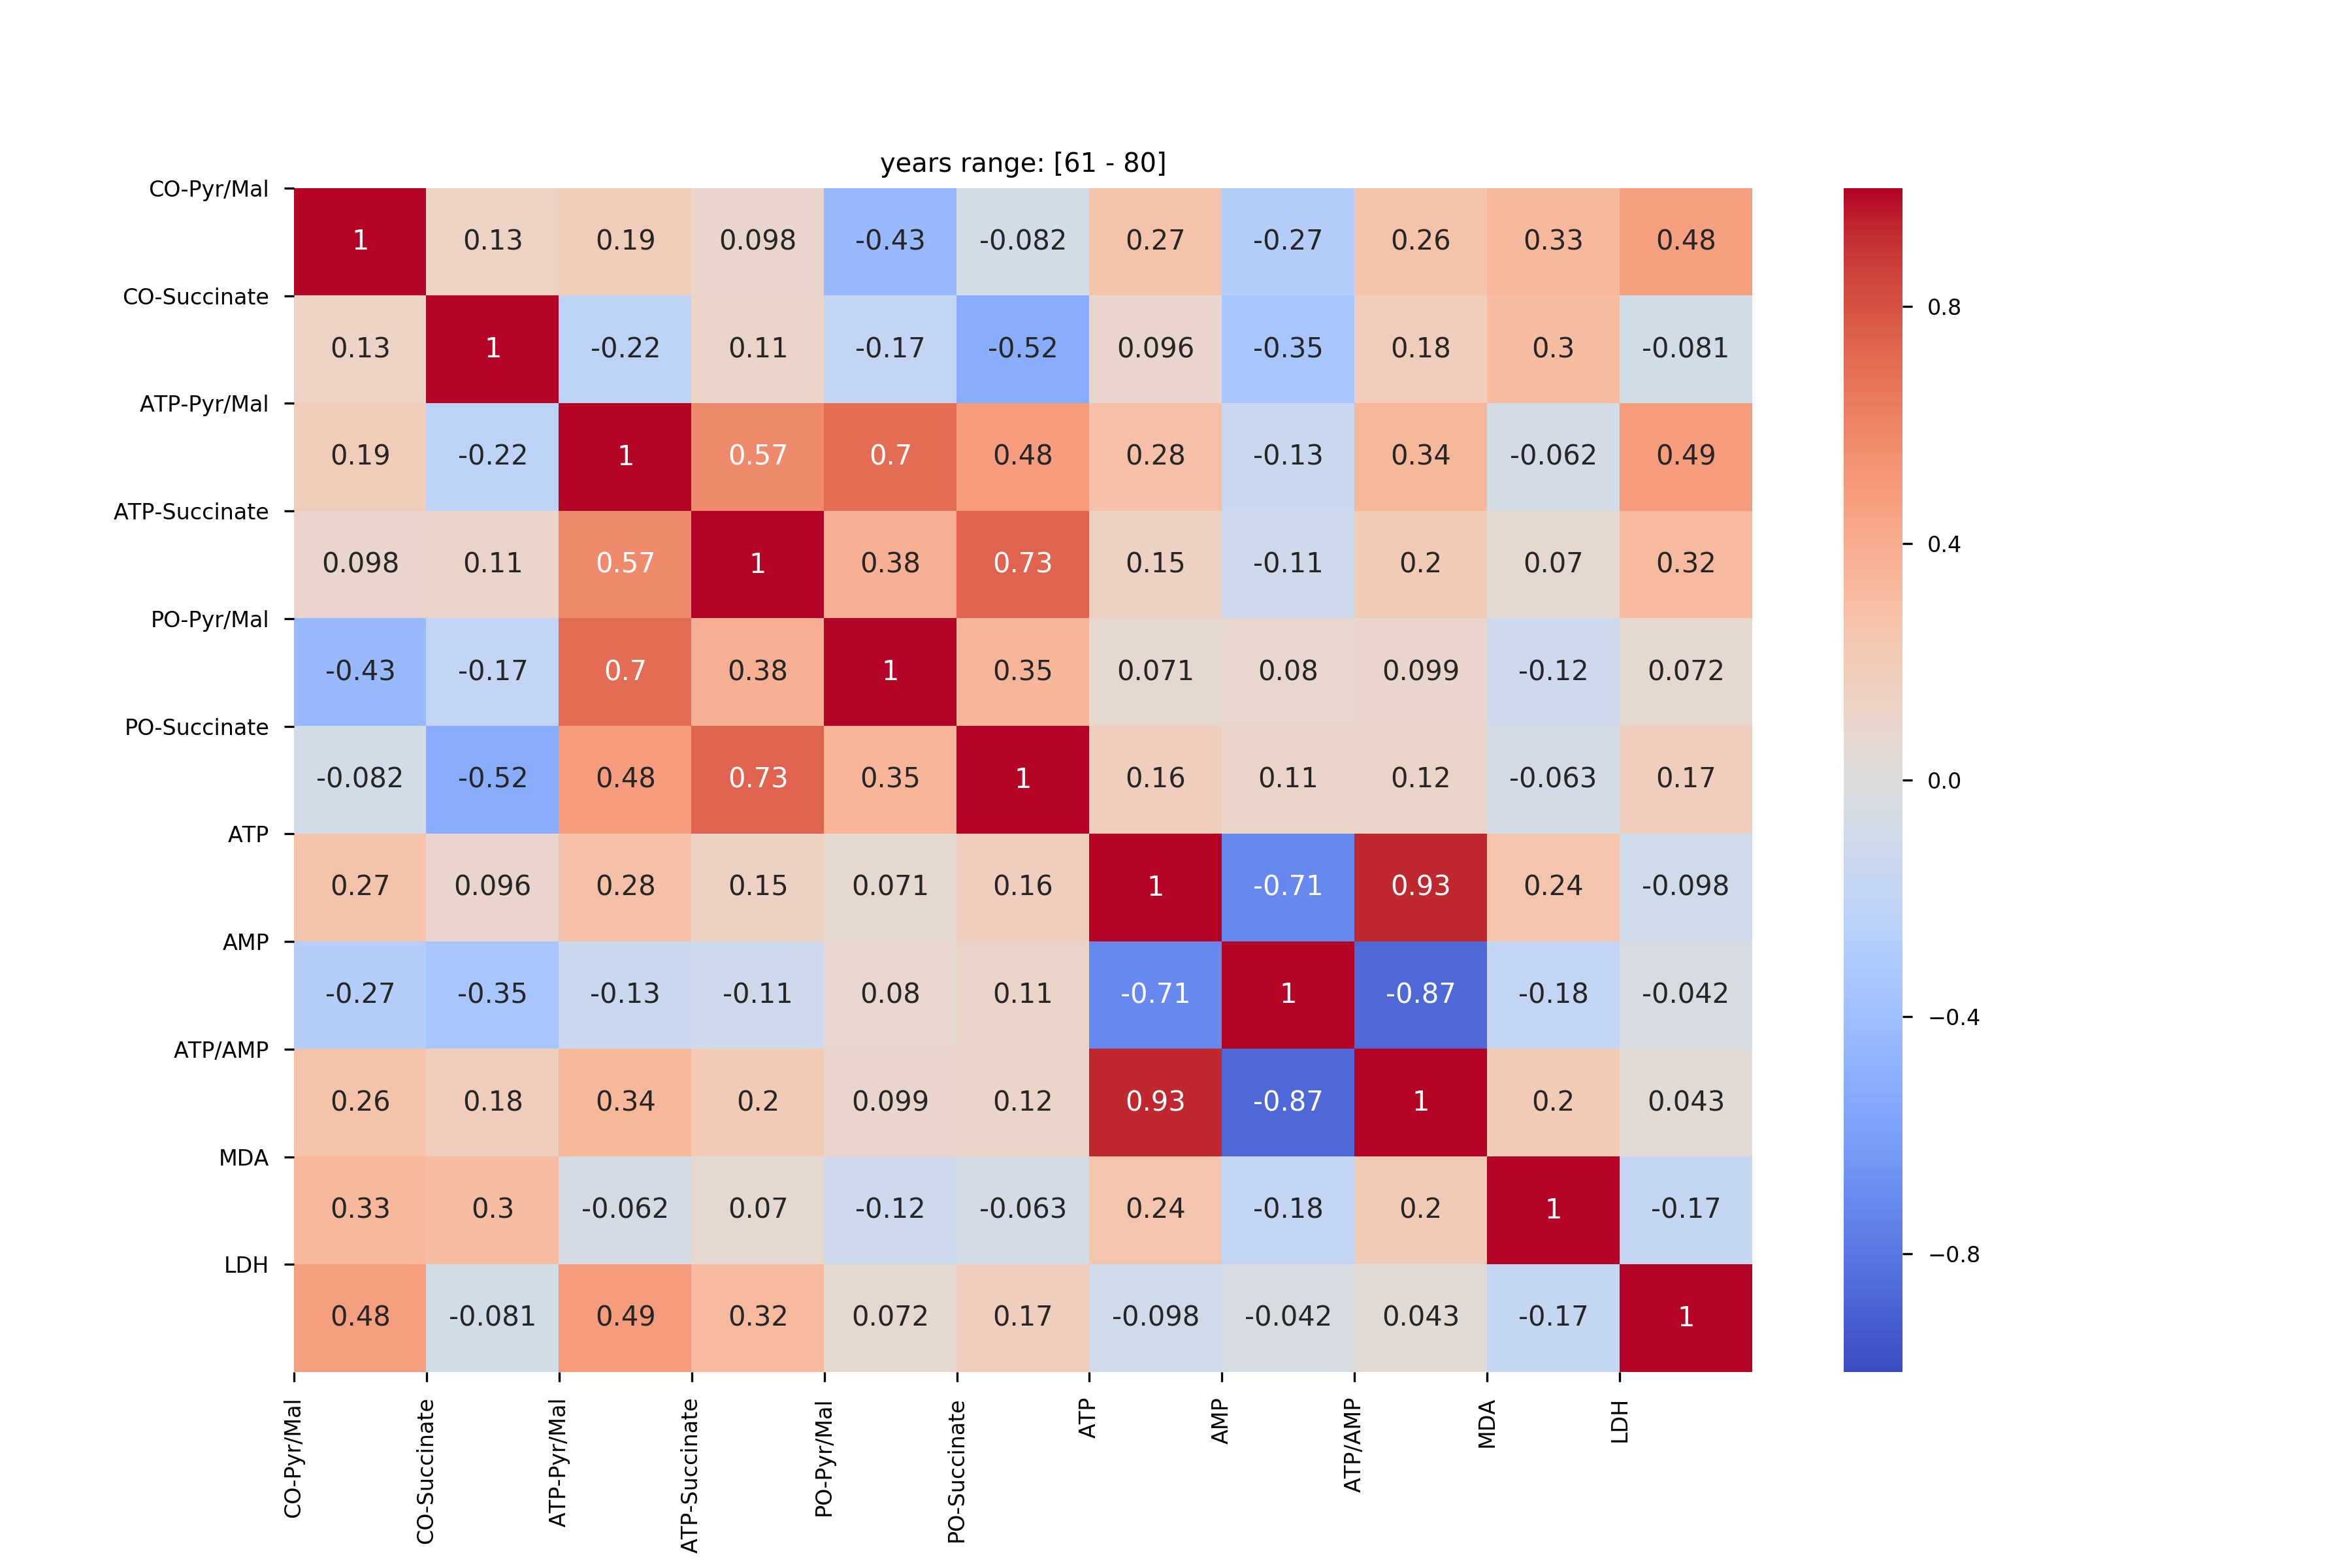 years range: [61 - 80]
CO-Pyr/Mal
1 0.13 0.19 0.098 -0.43 -0.082 0.27 -0.27 0.26 0.33 0.48
CO-Succinate
0.13 1 -0.22 0.11 -0.17 -0.52 0.096 -0.35 0.18 0.3 -0.081
ATP-Pyr/Mal
0.19 -0.22 1 0.57 0.7 0.48 0.28 -0.13 0.34 -0.062 0.49
ATP-Succinate
0.098 0.11 0.57 1 0.38 0.73 0.15 -0.11 0.2 0.07 0.32
PO-Pyr/Mal
-0.43 -0.17 0.7 0.38 1 0.35 0.071 0.08 0.099 -0.12 0.072
PO-Succinate
-0.082 -0.52 0.48 0.73 0.35 1 0.16 0.11 0.12 -0.063 0.17
ATP
0.27 0.096 0.28 0.15 0.071 0.16 1 -0.71 0.93 0.24 -0.098
AMP
-0.27 -0.35 -0.13 -0.11 0.08 0.11 -0.71 1 -0.87 -0.18 -0.042
ATP/AMP
0.26 0.18 0.34 0.2 0.099 0.12 0.93 -0.87 1 0.2 0.043
MDA
0.33 0.3 -0.062 0.07 -0.12 -0.063 0.24 -0.18 0.2 1 -0.17
LDH
0.48 -0.081 0.49 0.32 0.072 0.17 -0.098 -0.042 0.043 -0.17 1
CO-Pyr/Mal
CO-Succinate
ATP-Pyr/Mal
ATP-Succinate
PO-Pyr/Mal
PO-Succinate
ATP
AMP
ATP/AMP
MDA
LDH
0.8
0.4
0.0
−0.4
−0.8